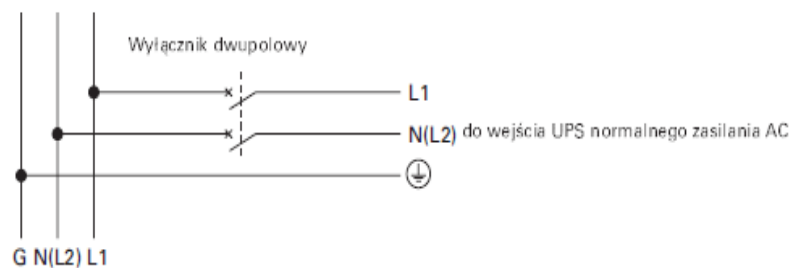 Wyłącznik dwupolowy
L1
N(L2) do wejścia UPS normalnego zasilania AC
G N(L2) L1